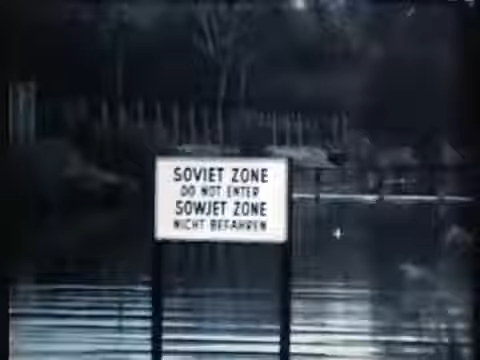 SOVIET ZONE
DO NOT ENTER
SOWJET ZONE
NICHT BEFAHREN